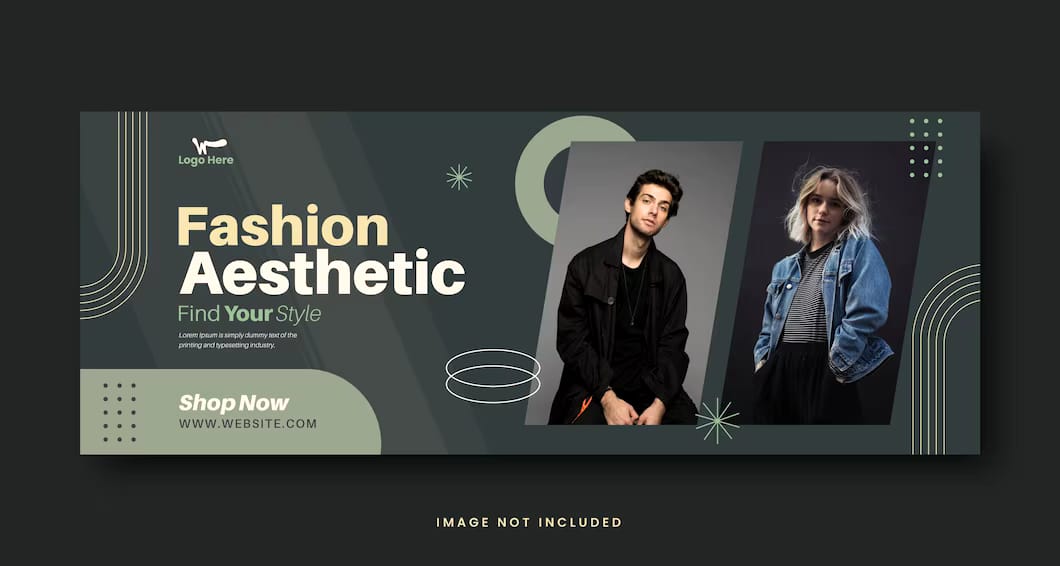 Logo Here
Fashion
Aesthetic
Find Your Style
Lorem Ipsum is simply dummy text of the
printing and typesetting industry.
Shop Now
WWW.WEBSITE.COM
IMAGE NOT INCLUDED